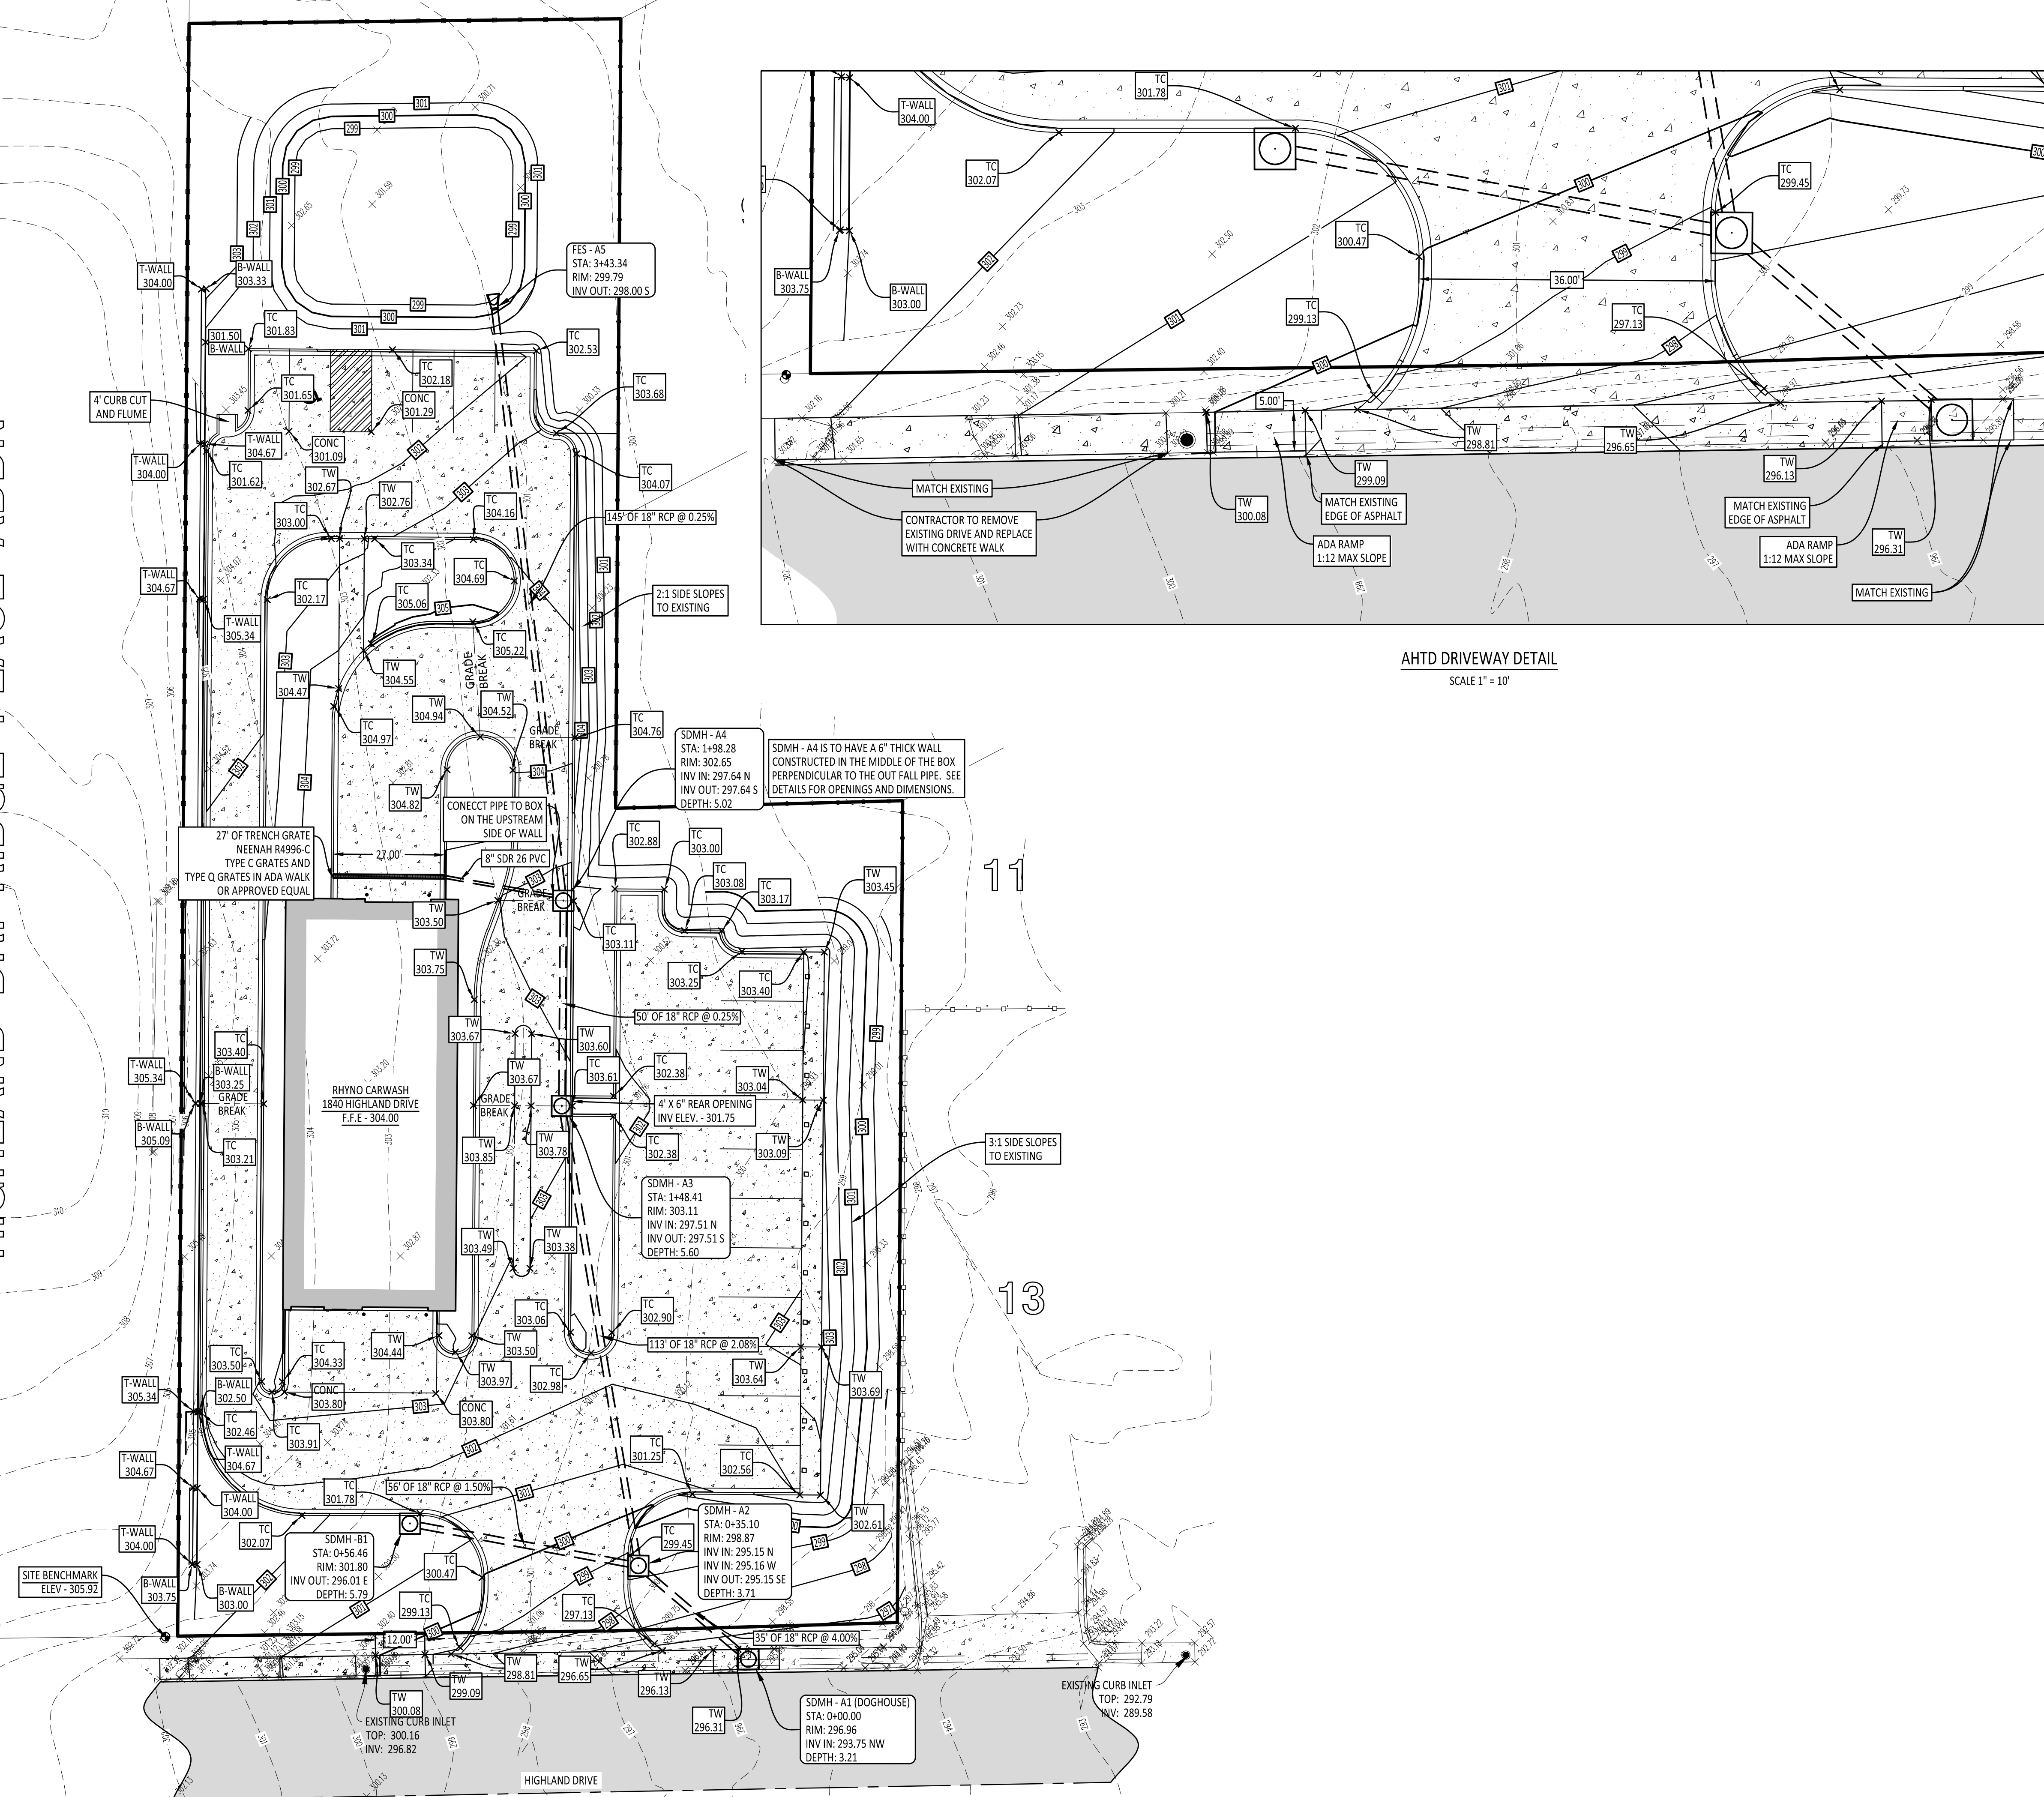 FES - A5
STA: 3+43.34
RIM: 299.79
INV OUT: 298.00 S
T-WALL
304.00
B-WALL
303.33
TC
301.83
301.50
B-WALL
TC
302.53
TC
302.18
TC
301.65
CONC
301.29
TC
303.68
4' CURB CUT
AND FLUME
T-WALL
304.67
CONC
301.09
T-WALL
304.00
TC
301.62
TW
302.67
TW
302.76
TC
304.07
TC
303.00
TC
304.16
145' OF 18" RCP @ 0.25%
TC
303.34
TC
304.69
T-WALL
304.67
TC
302.17
TC
305.06
2:1 SIDE SLOPES
TO EXISTING
T-WALL
305.34
TC
305.22
GRADE
BREAK
TW
304.55
TW
304.47
TW
304.94
TW
304.52
TC
304.97
GRADE
BREAK
TC
304.76
SDMH - A4
STA: 1+98.28
RIM: 302.65
INV IN: 297.64 N
INV OUT: 297.64 S
DEPTH: 5.02
SDMH - A4 IS TO HAVE A 6" THICK WALL
CONSTRUCTED IN THE MIDDLE OF THE BOX
PERPENDICULAR TO THE OUT FALL PIPE. SEE
DETAILS FOR OPENINGS AND DIMENSIONS.
TW
304.82
CONECCT PIPE TO BOX
ON THE UPSTREAM
SIDE OF WALL
27' OF TRENCH GRATE
NEENAH R4996-C
TYPE C GRATES AND
TYPE Q GRATES IN ADA WALK
OR APPROVED EQUAL
27.00'
8" SDR 26 PVC
TC
302.88
TC
303.00
TC
303.08
TC
303.17
TW
303.45
GRADE
BREAK
TW
303.50
TC
303.11
TW
303.75
TC
303.25
TC
303.40
11
50' OF 18" RCP @ 0.25%
TW
303.67
TW
303.60
TC
303.40
T-WALL
305.34
B-WALL
303.25
GRADE
BREAK
TW
303.67
TC
303.61
TC
302.38
TW
303.04
RHYNO CARWASH
1840 HIGHLAND DRIVE
F.F.E - 304.00
GRADE
BREAK
4' X 6" REAR OPENING
INV ELEV. - 301.75
B-WALL
305.09
TC
303.21
TW
303.85
TW
303.78
TC
302.38
TW
303.09
3:1 SIDE SLOPES
TO EXISTING
SDMH - A3
STA: 1+48.41
RIM: 303.11
INV IN: 297.51 N
INV OUT: 297.51 S
DEPTH: 5.60
TW
303.49
TW
303.38
13
TC
303.06
TC
302.90
TC
303.50
TC
304.33
TW
304.44
TW
303.50
113' OF 18" RCP @ 2.08%
TW
303.97
TC
302.98
TW
303.64
TW
303.69
T-WALL
305.34
B-WALL
302.50
CONC
303.80
CONC
303.80
TC
302.46
TC
303.91
T-WALL
304.67
T-WALL
304.67
TC
301.25
TC
302.56
56' OF 18" RCP @ 1.50%
TC
301.78
T-WALL
304.00
T-WALL
304.00
TC
302.07
TW
302.61
SDMH - A2
STA: 0+35.10
RIM: 298.87
INV IN: 295.15 N
INV IN: 295.16 W
INV OUT: 295.15 SE
DEPTH: 3.71
SDMH -B1
STA: 0+56.46
RIM: 301.80
INV OUT: 296.01 E
DEPTH: 5.79
TC
299.45
TC
300.47
SITE BENCHMARK
ELEV - 305.92
B-WALL
303.75
B-WALL
303.00
TC
299.13
TC
297.13
12.00'
35' OF 18" RCP @ 4.00%
TW
298.81
TW
296.65
TW
299.09
TW
296.13
TW
300.08
TW
296.31
EXISTING CURB INLET
TOP: 300.16
INV: 296.82
SDMH - A1 (DOGHOUSE)
STA: 0+00.00
RIM: 296.96
INV IN: 293.75 NW
DEPTH: 3.21
EXISTING CURB INLET
TOP: 292.79
INV: 289.58
HIGHLAND DRIVE
T-WALL
304.00
TC
301.78
TC
302.07
TC
299.45
TC
300.47
B-WALL
303.75
B-WALL
303.00
36.00'
TC
299.13
TC
297.13
5.00'
TW
298.81
TW
296.65
TW
299.09
TW
296.13
MATCH EXISTING
CONTRACTOR TO REMOVE
EXISTING DRIVE AND REPLACE
WITH CONCRETE WALK
TW
300.08
MATCH EXISTING
EDGE OF ASPHALT
ADA RAMP
1:12 MAX SLOPE
MATCH EXISTING
EDGE OF ASPHALT
ADA RAMP
1:12 MAX SLOPE
TW
296.31
MATCH EXISTING
AHTD DRIVEWAY DETAIL
SCALE 1" = 10'